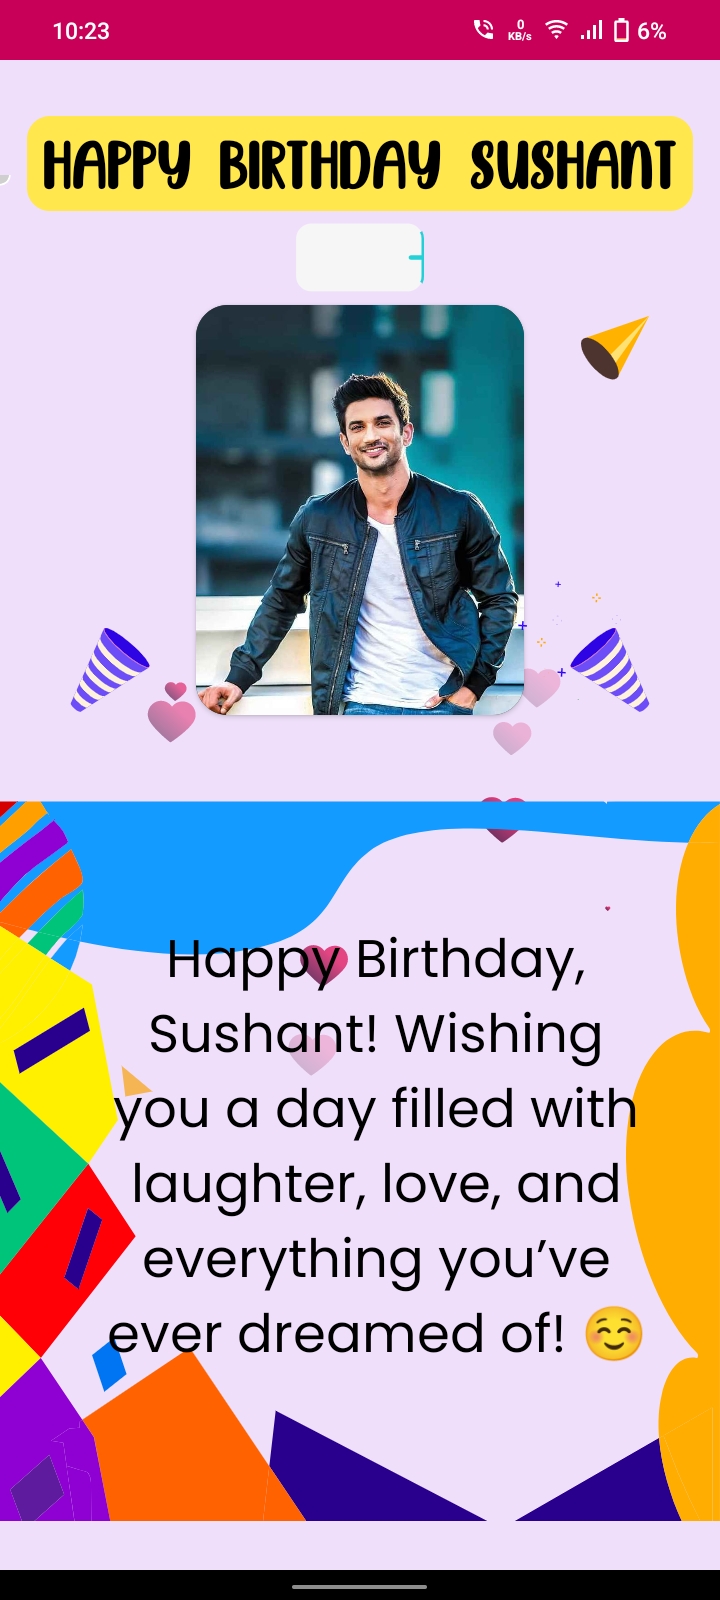 10:23
0
KB/s
6%
HAPPY BIRTHDAY SUSHANT
Happy Birthday,
Sushant! Wishing
you a day filled with
laughter, love, and
everything you’ve
ever dreamed of! ☺️